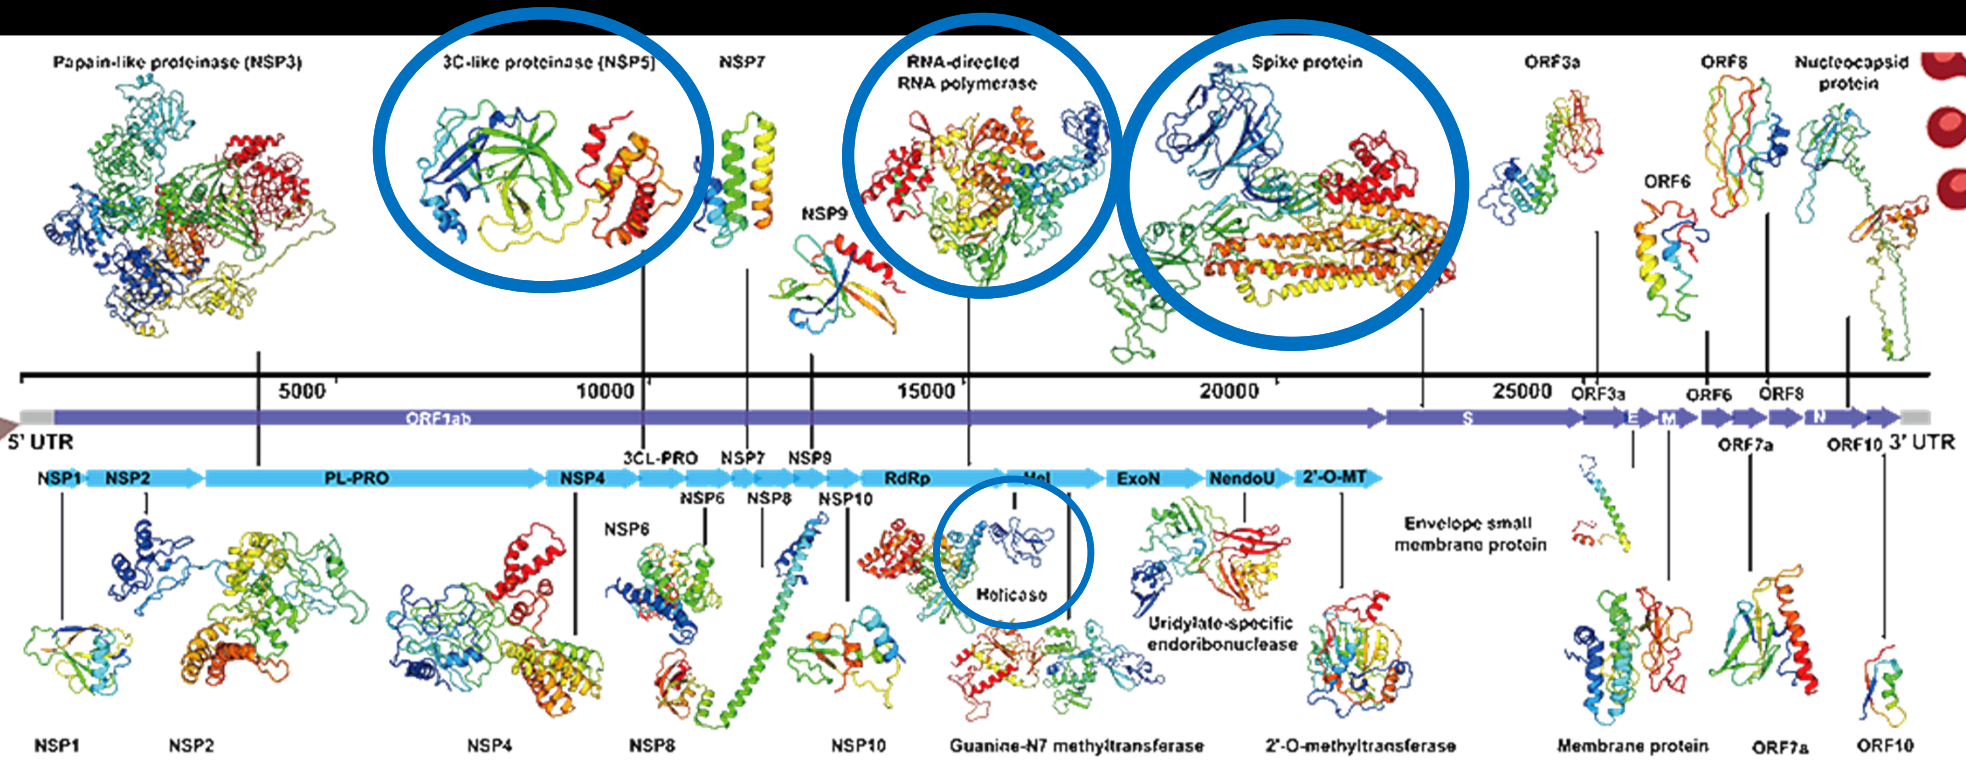 Papain-like proteinase (NSP3)
3C-like proteinase (NSP5)
NSP7
RNA-directed
RNA polymerase
Spike protein
ORF3a
ORF8
Nucleocapsid
protein
ORF6
NSP9
5000
10000
15000
20000
25000
ORF3a
ORF6
ORF8
ORF1ab
S
E
M
N
5' UTR
ORF7a
ORF10
3' UTR
3CL-PRO
NSP7
NSP9
NSP1
NSP2
PL-PRO
NSP4
RdRp
Hel
ExoN
NendoU
2'-O-MT
NSP6
NSP8
NSP10
NSP6
Envelope small
membrane protein
Helicase
Uridylate-specific
endoribonuclease
NSP1
NSP2
NSP4
NSP8
NSP10
Guanine-N7 methyltransferase
2'-O-methyltransferase
Membrane protein
ORF7a
ORF10